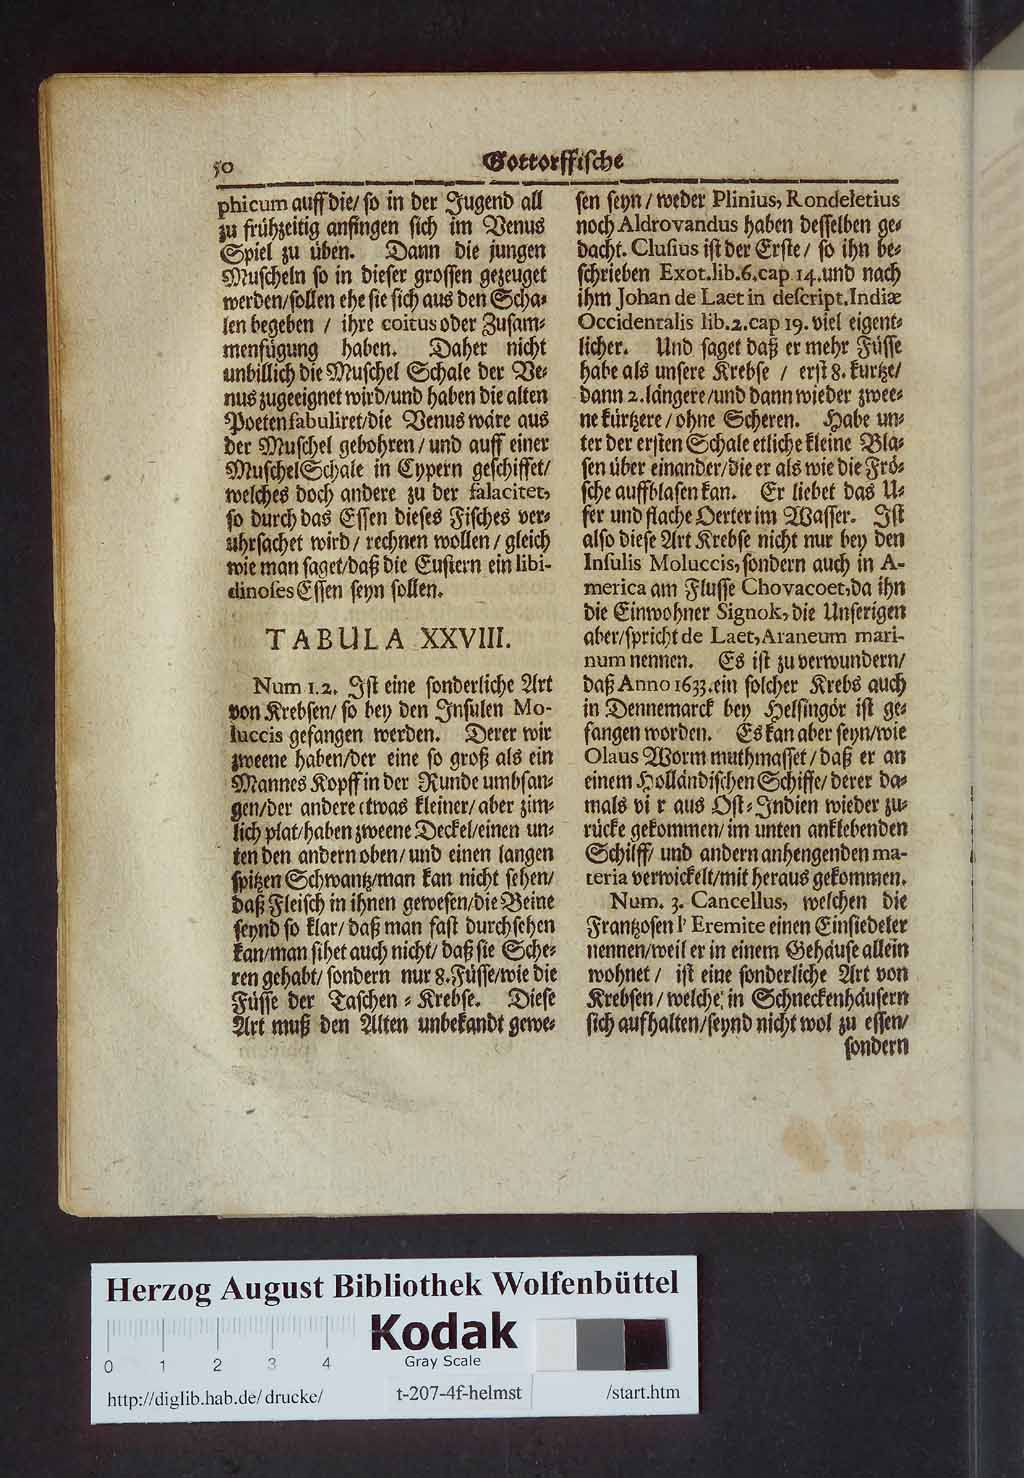 50
Gottorffische
phicum auff die/ so in der Jugend all
zu frühzeitig anfingen sich im Venus
Spiel zu üben. Dann die jungen
Muscheln so in dieser grossen gezeuget
werden/sollen ehe sie sich aus den Scha-
len begeben / ihre coitus oder Zusam-
menfügung haben. Daher nicht
unbillich die Muschel Schale der Ve-
nus zugeeignet wird/und haben die alten
Poeten fabuliret/die Venus wäre aus
der Muschel gebohren/ und auff einer
MuschelSchale in Cypern geschiffet/
welches doch andere zu der salacitet,
so durch das Essen dieses Fisches ver-
uhrsachet wird/ rechnen wollen/ gleich
wie man saget/daß die Eustern ein libi-
dinoses Essen seyn sollen.
TABULA XXVIII.
Num 1.2. Ist eine sonderliche Art
von Krebsen/ so bey den Insulen Mo-
luccis gefangen werden. Derer wir
zweene haben/der eine so groß als ein
Mannes Kopff in der Runde umbfan-
gen/der andere etwas kleiner/ aber zim-
lich plat/haben zweene Deckel/einen un-
ten den andern oben/ und einen langen
spitzen Schwantz/man kan nicht sehen/
daß Fleisch in ihnen gewesen/die Beine
seynd so klar/ daß man fast durchsehen
kan/man sihet auch nicht/ daß sie Sche-
ren gehabt/ sondern nur 8. Füsse/wie die
Füsse der Taschen-Krebse. Diese
Art muß den Alten unbekandt gewe-
sen seyn/ weder Plinius, Rondeletius
noch Aldrovandus haben desselben ge-
dacht. Clusius ist der Erste/ so ihn be-
schrieben Exot.lib.6.cap 14.und nach
ihm Johan de Laet in descript.Indiæ
Occidentalis lib.2.cap 19. viel eigent-
licher. Und saget daß er mehr Füsse
habe als unsere Krebse / erst 8. kurtze/
dann 2. längere/und dann wieder zwee-
ne kürtzere/ ohne Scheren. Habe un-
ter der ersten Schale etliche kleine Bla-
sen über einander/die er als wie die Frö-
sche auffblasen kan. Er liebet das U-
fer und flache Oerter im Wasser. Ist
also diese Art Krebse nicht nur bey den
Insulis Moluccis, sondern auch in A-
merica am Flusse Chovacoet, da ihn
die Einwohner Signok, die Unserigen
aber/spricht de Laet, Araneum mari-
num nennen. Es ist zu verwundern/
daß Anno 1633. ein solcher Krebs auch
in Dennemarck bey Helsingör ist ge-
fangen worden. Es kan aber seyn/wie
Olaus Worm muthmasset/ daß er an
einem Holländischen Schiffe/ derer da-
mals vi r aus Ost-Indien wieder zu-
rücke gekommen/ im unten anklebenden
Schilff/ und andern anhengenden ma-
teria verwickelt/mit heraus gekommen.
Num. 3. Cancellus, welchen die
Frantzosen l' Eremite einen Einsiedeler
nennen/weil er in einem Gehäuse allein
wohnet/ ist eine sonderliche Art von
Krebsen/ welche in Schneckenhäusern
sich aufhalten/seynd nicht wol zu essen/
sondern
Herzog August Bibliothek Wolfenbüttel
Kodak
Gray Scale
0 1 2 3 4
http://diglib.hab.de/drucke/ t-207-4f-helmst /start.htm